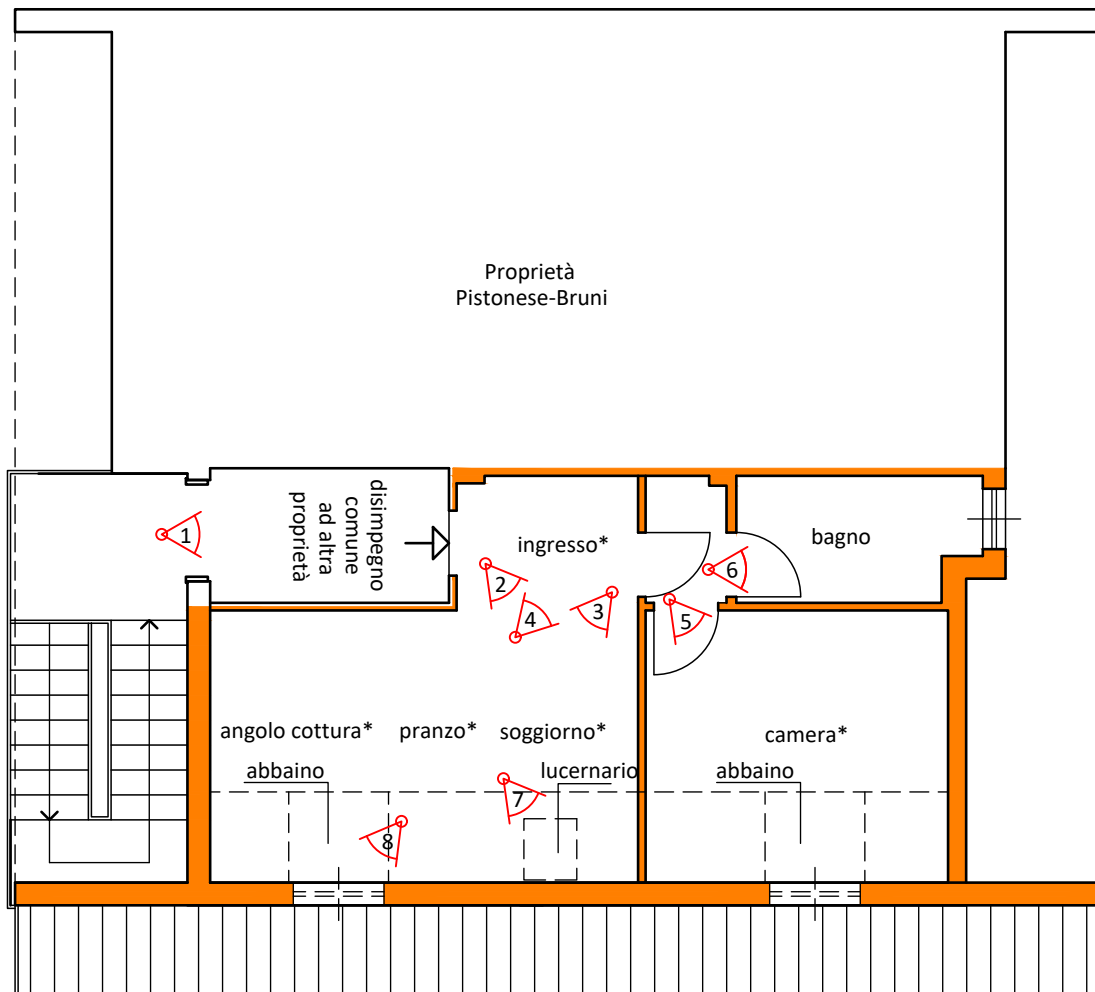 Proprietà
Pistonese-Bruni
disimpegno
comune
ad altra
proprietà
1
ingresso*
bagno
2
3
4
5
6
angolo cottura*
pranzo*
soggiorno*
camera*
abbaino
lucernario
abbaino
7
8